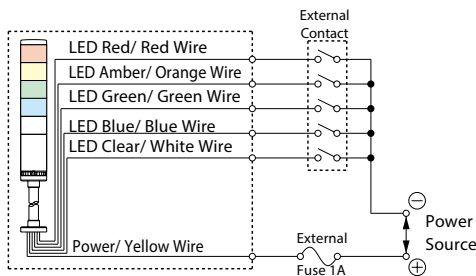 External
Contact
LED Red/ Red Wire
LED Amber/ Orange Wire
LED Green/ Green Wire
LED Blue/ Blue Wire
LED Clear/ White Wire
−
Power
Source
+
Power/ Yellow Wire
External
Fuse 1A